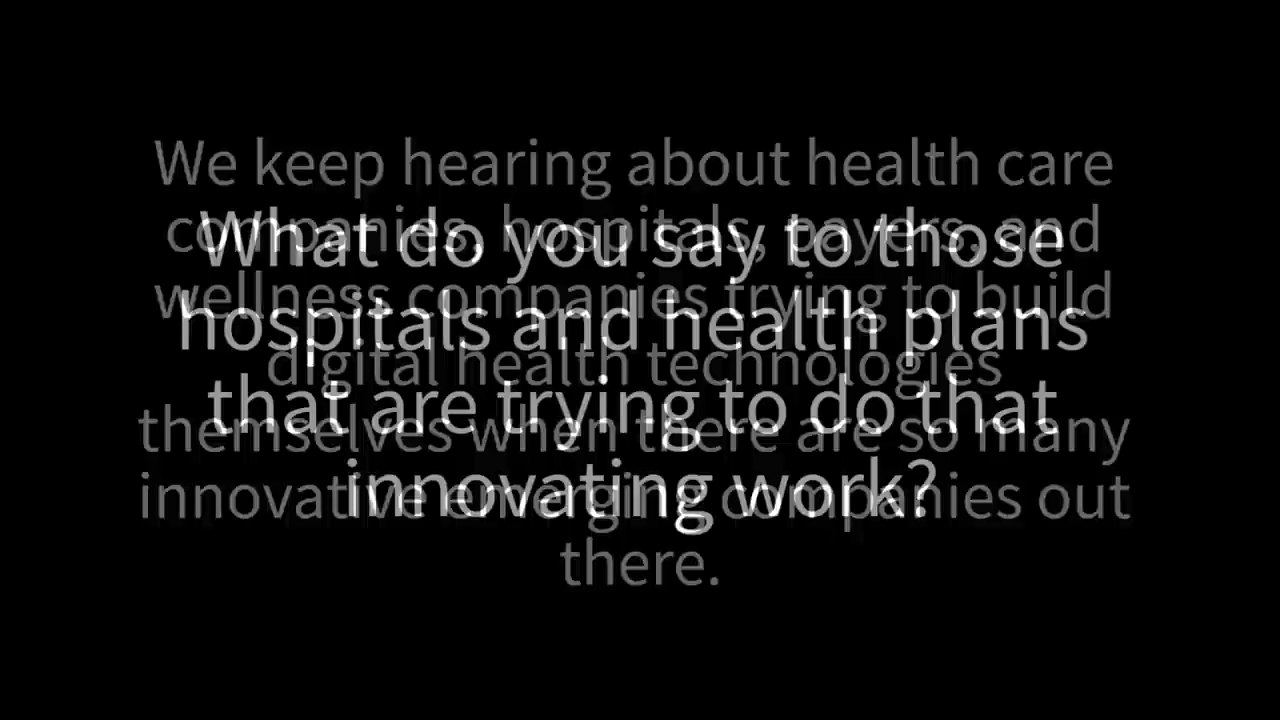 We keep hearing about health care
companies, hospitals, payers, and
wellness companies trying to build
digital health technologies
themselves when there are so many
innovative emerging companies out
there.
What do you say to those
hospitals and health plans
that are trying to do that
innovating work?